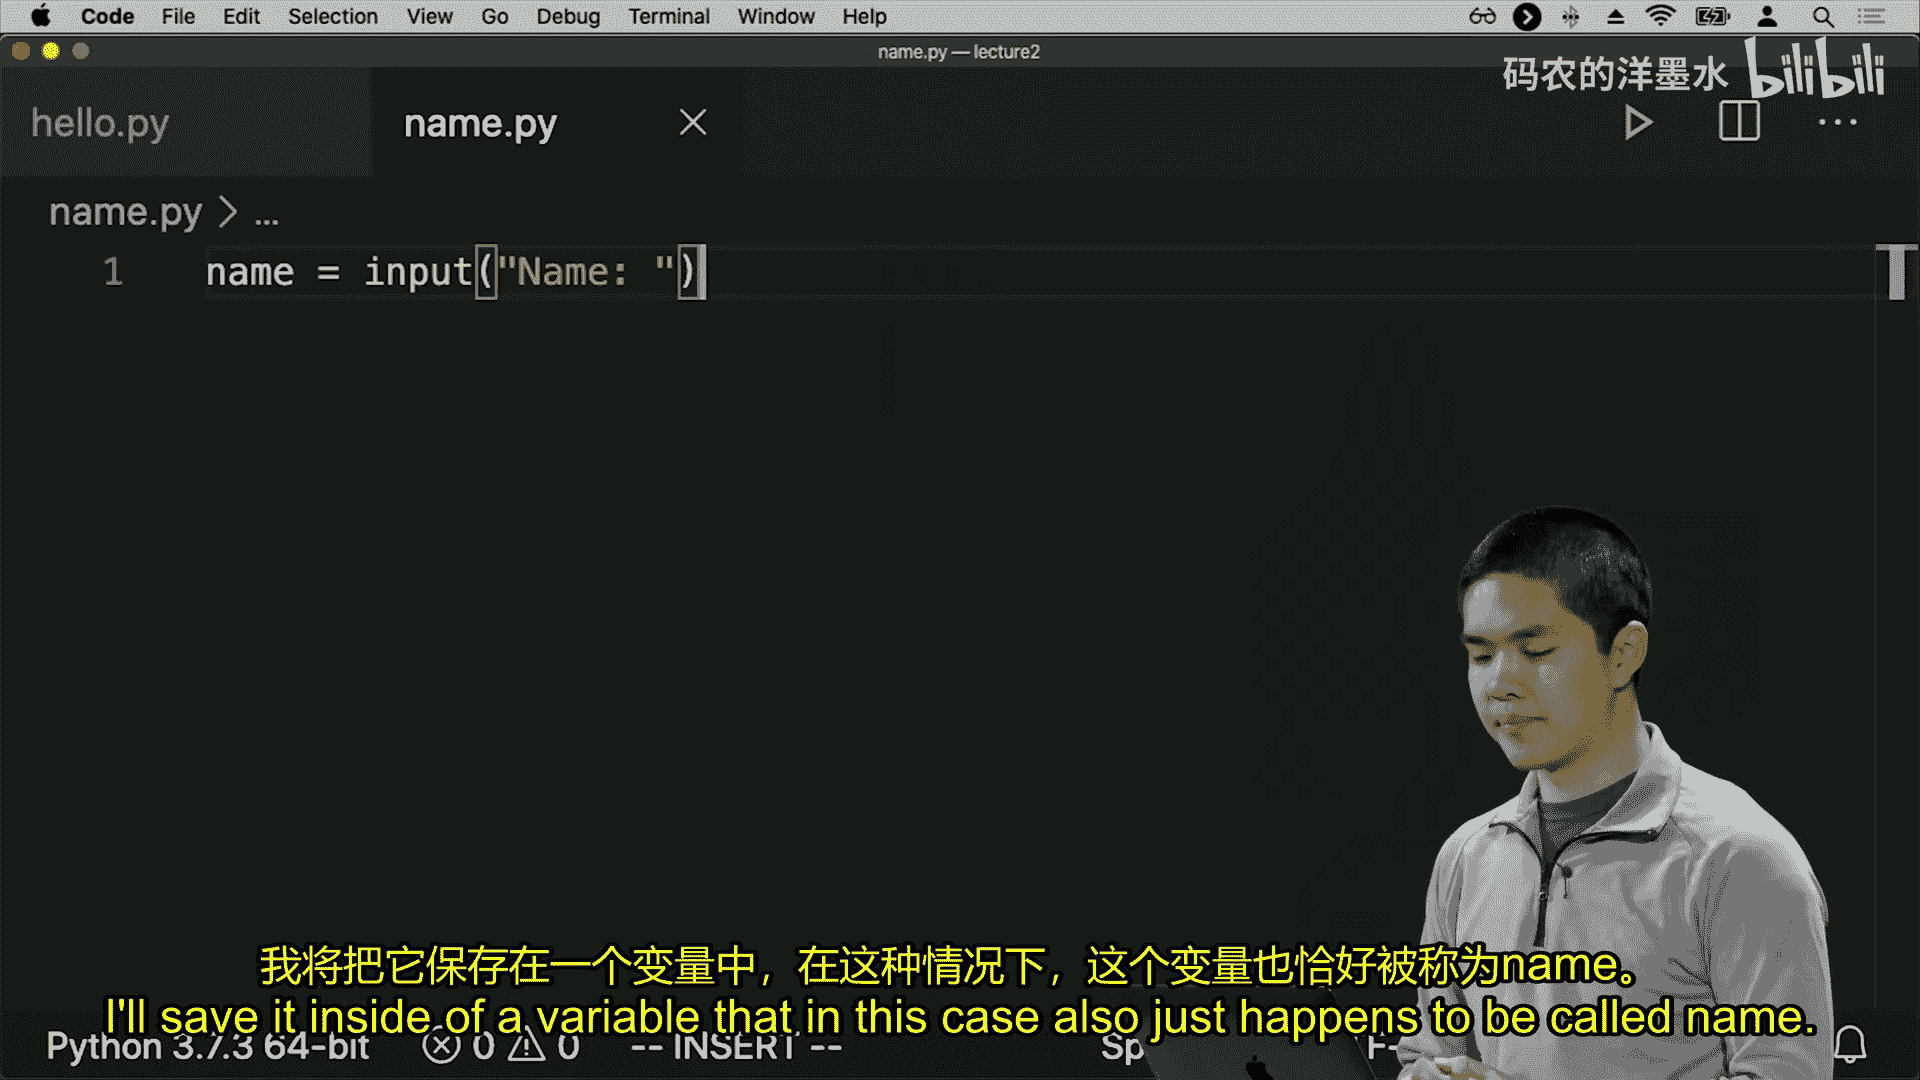 Code File Edit Selection View Go Debug Terminal Window Help
name.py — lecture2
码农的洋墨水 bilibili
hello.py name.py
name.py > ...
1 name = input("Name: ")
我将把它保存在一个变量中，在这种情况下，这个变量也恰好被称为name。
I'll save it inside of a variable that in this case also just happens to be called name.
Python 3.7.3 64-bit 0 0 -- INSERT --